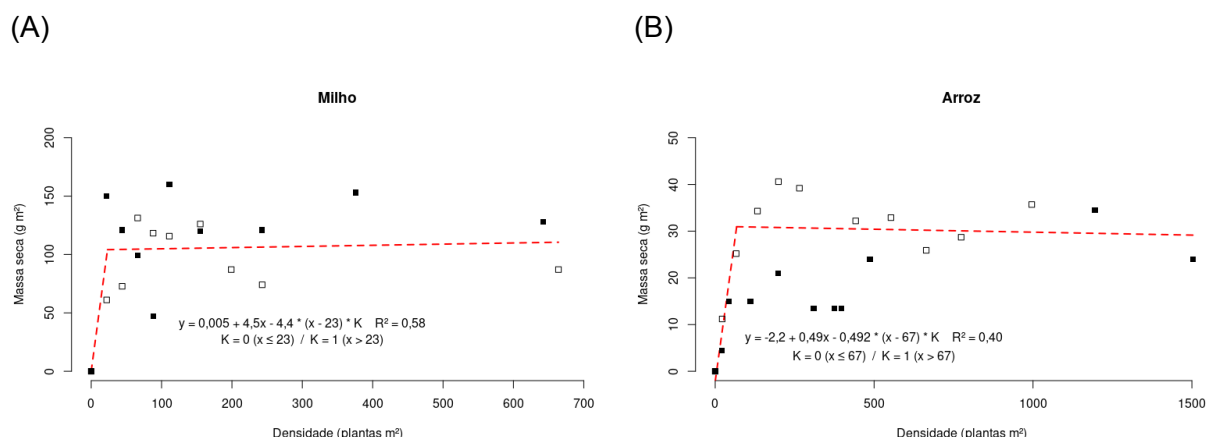 (A)
(B)
Milho
Massa seca (g m²)
200
150
100
50
0
y = 0,005 + 4,5x - 4,4 * (x - 23) * K R² = 0,58
K = 0 (x ≤ 23) / K = 1 (x > 23)
0 100 200 300 400 500 600 700
Densidade (plantas m²)
Arroz
Massa seca (g m²)
50
40
30
20
10
0
y = -2,2 + 0,49x - 0,492 * (x - 67) * K R² = 0,40
K = 0 (x ≤ 67) / K = 1 (x > 67)
0 500 1000 1500
Densidade (plantas m²)